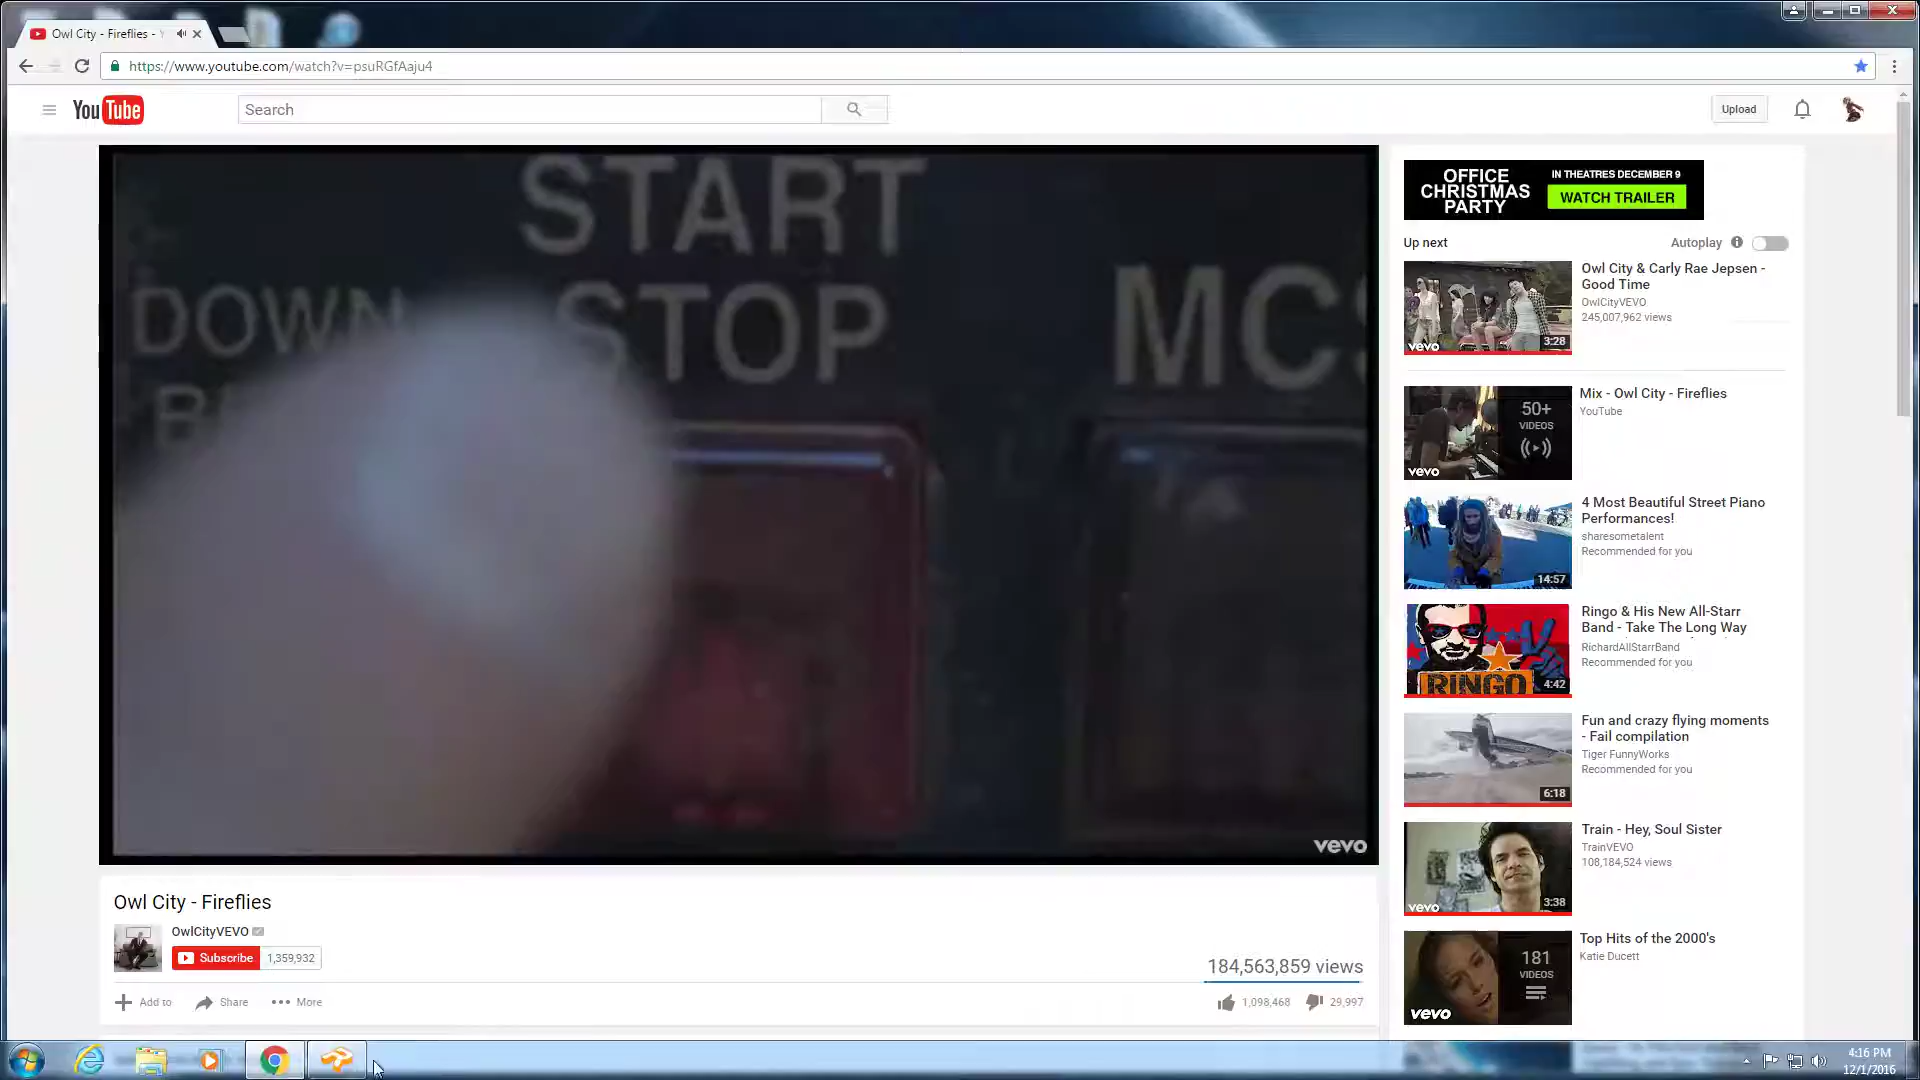 Owl City - Fireflies -
https://www.youtube.com/watch?v=psuRGfAaju4
YouTube
Search
Upload
START
STOP
DOWN
MCS
vevo
OFFICE
CHRISTMAS
PARTY
IN THEATRES DECEMBER 9
WATCH TRAILER
Up next
Autoplay
Owl City & Carly Rae Jepsen -
Good Time
OwlCityVEVO
245,007,962 views
vevo
3:28
Mix - Owl City - Fireflies
YouTube
50+
VIDEOS
vevo
4 Most Beautiful Street Piano
Performances!
sharesometalent
Recommended for you
14:57
Ringo & His New All-Starr
Band - Take The Long Way
RichardAllStarrBand
Recommended for you
RINGO
4:42
Fun and crazy flying moments
- Fail compilation
Tiger FunnyWorks
Recommended for you
6:18
Train - Hey, Soul Sister
TrainVEVO
108,184,524 views
vevo
3:38
Top Hits of the 2000's
Katie Ducett
181
VIDEOS
vevo
Owl City - Fireflies
OwlCityVEVO
Subscribe
1,359,932
184,563,859 views
Add to
Share
More
1,098,468
29,997
4:16 PM
12/1/2016